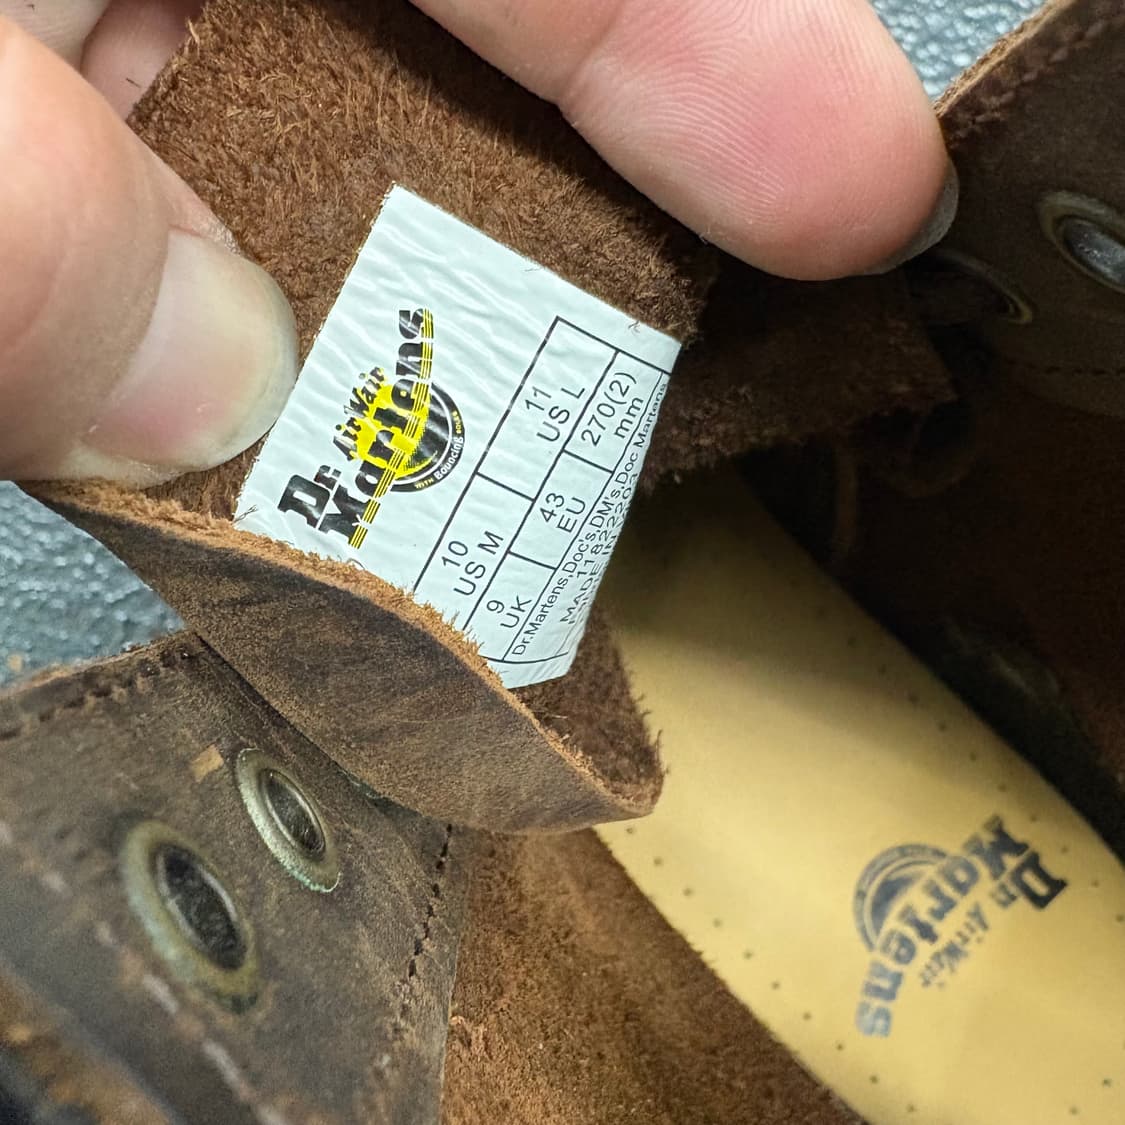 Dr. Martens
AirWair
WITH Bouncing SOLES
10
US M
11
US L
9
UK
43
EU
270(2)
mm
Dr.Martens,Doc's,DM's,Doc Martens
Dr. Martens
AirWair